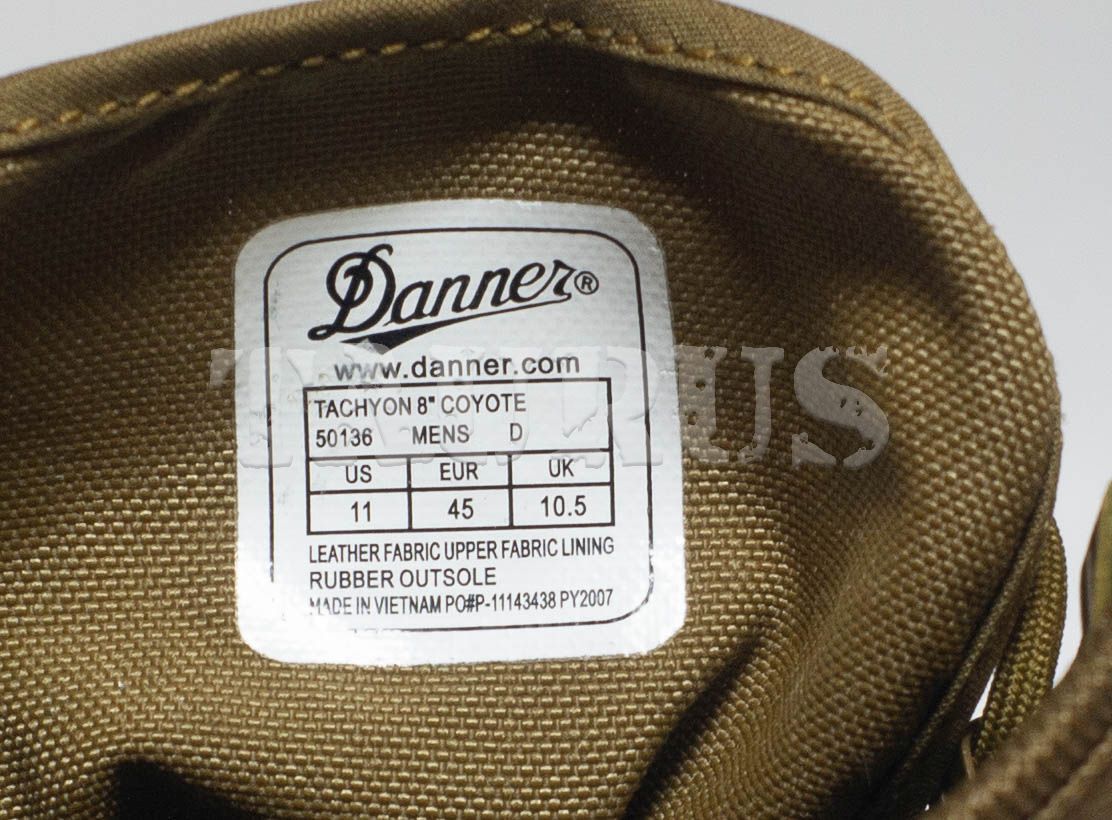 Danner®
www.danner.com
TACHYON 8" COYOTE
50136 MENS D
US EUR UK
11 45 10.5
LEATHER FABRIC UPPER FABRIC LINING
RUBBER OUTSOLE
MADE IN VIETNAM PO#P-11143438 PY2007
TAURUS